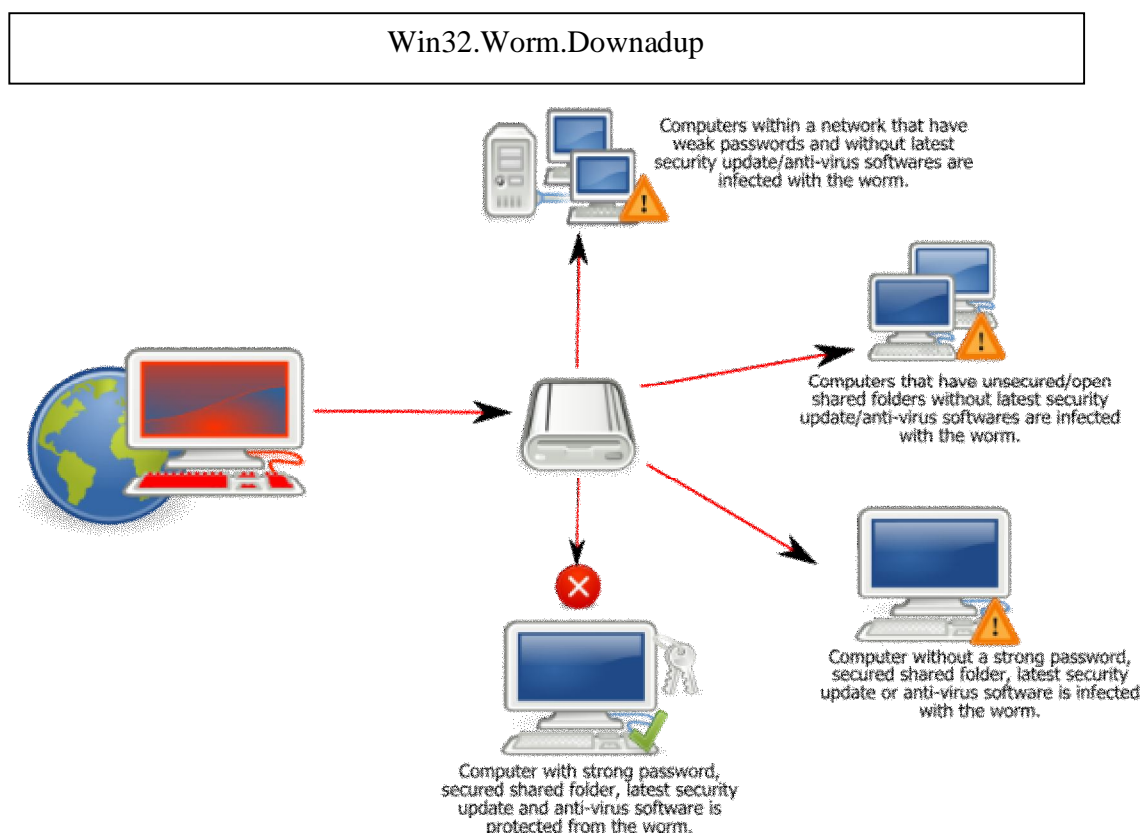 Win32.Worm.Downadup
Computers within a network that have
weak passwords and without latest
security update/anti-virus softwares are
infected with the worm.
Computers that have unsecured/open
shared folders without latest security
update/anti-virus softwares are infected
with the worm.
Computer without a strong password,
secured shared folder, latest security
update or anti-virus software is infected
with the worm.
Computer with strong password,
secured shared folder, latest security
update and anti-virus software is
protected from the worm.